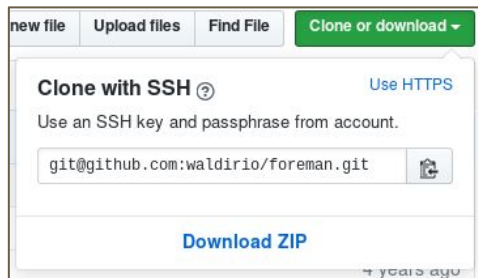 new file Upload files Find File Clone or download
Clone with SSH Use HTTPS
Use an SSH key and passphrase from account.
git@github.com:waldirio/foreman.git
Download ZIP
4 years ago